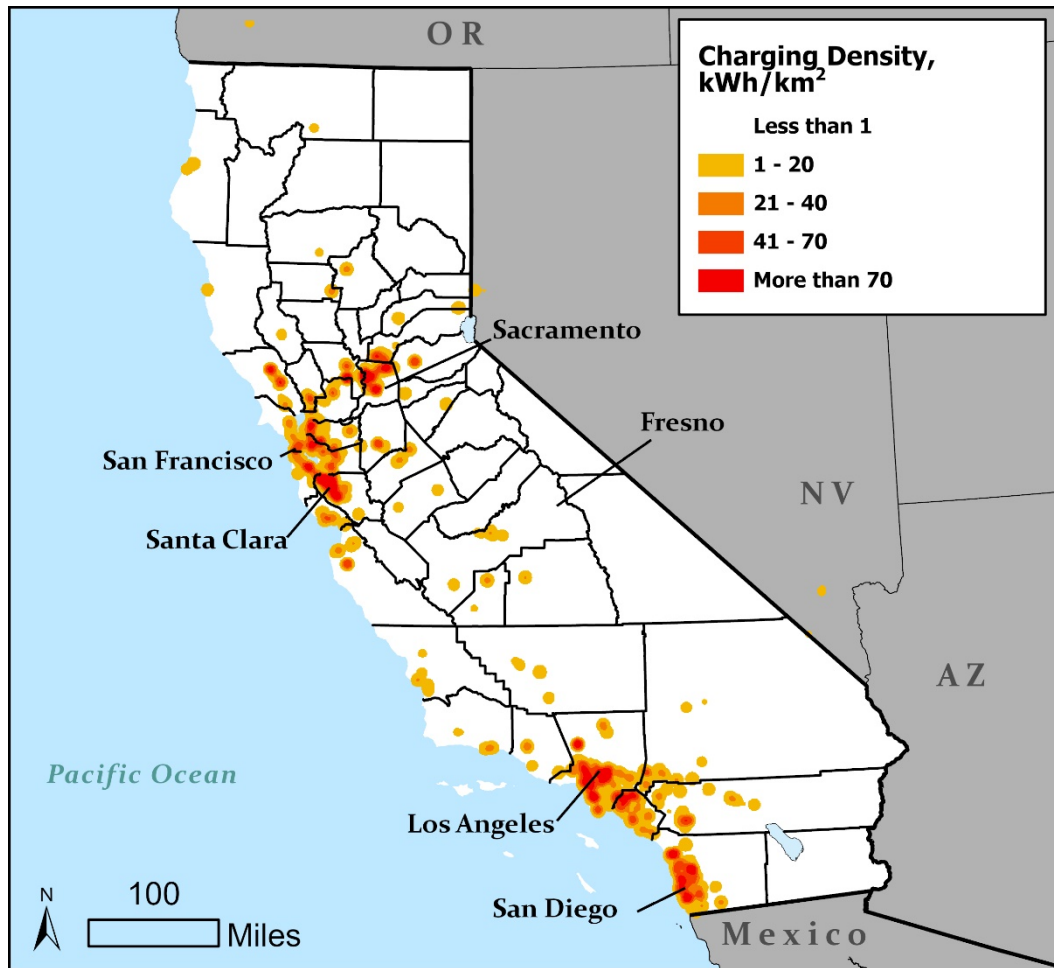 OR
Charging Density,
kWh/km²
Less than 1
1 - 20
21 - 40
41 - 70
More than 70
Sacramento
Fresno
San Francisco
NV
Santa Clara
AZ
Pacific Ocean
Los Angeles
N
100
Miles
San Diego
Mexico